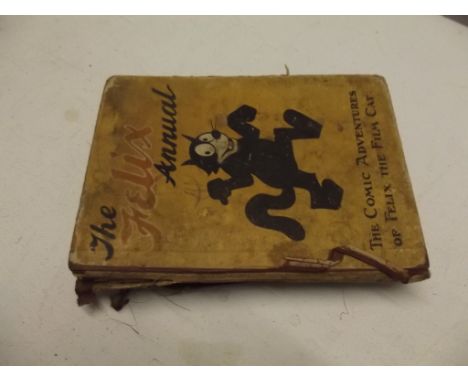 The
Felix
Annual
The Comic Adventures
of Felix the Film Cat.